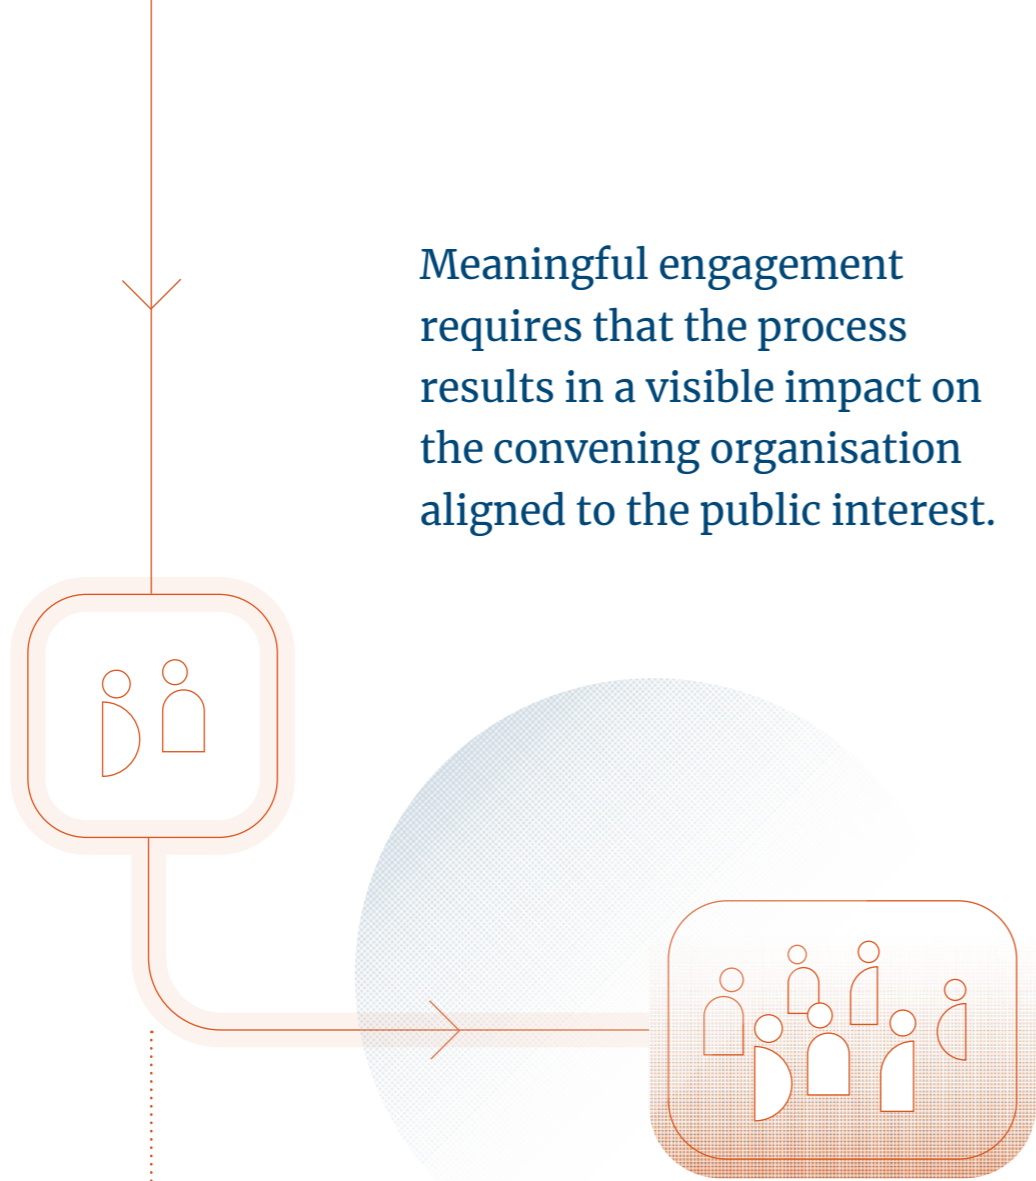 Meaningful engagement
requires that the process
results in a visible impact on
the convening organisation
aligned to the public interest.